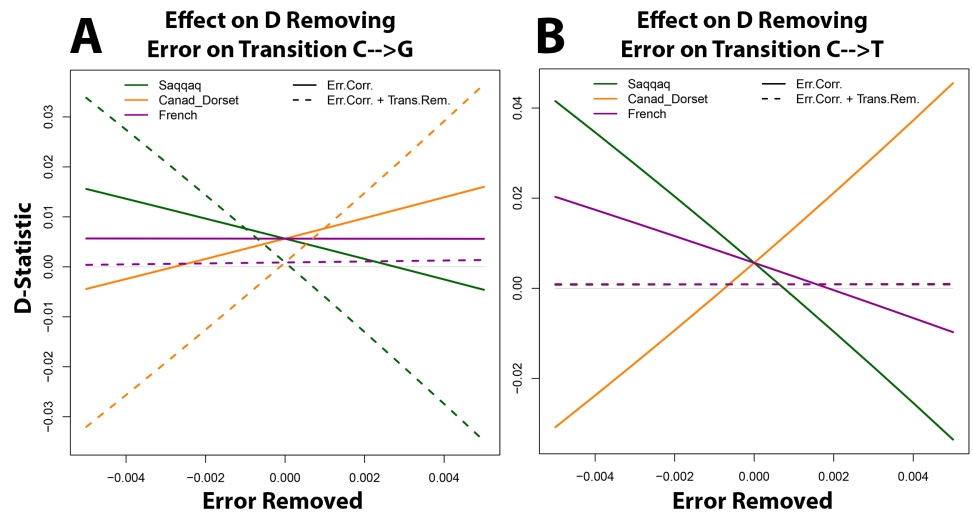 A
Effect on D Removing
Error on Transition C-->G
Saqqaq
Canad_Dorset
French
Err.Corr.
Err.Corr. + Trans.Rem.
D-Statistic
0.03
0.02
0.01
0.00
−0.01
−0.02
−0.03
−0.004
−0.002
0.000
0.002
0.004
Error Removed
B
Effect on D Removing
Error on Transition C-->T
Saqqaq
Canad_Dorset
French
Err.Corr.
Err.Corr. + Trans.Rem.
0.04
0.02
0.00
−0.02
−0.004
−0.002
0.000
0.002
0.004
Error Removed